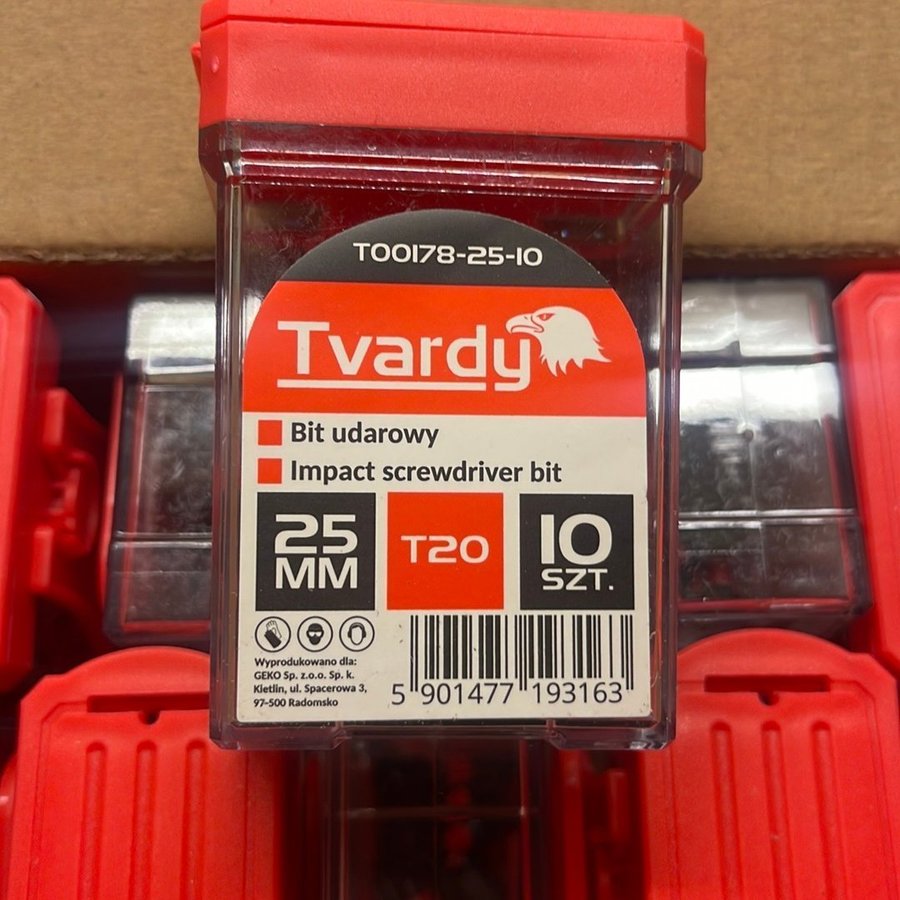 T00178-25-10
Tvardy
Bit udarowy
Impact screwdriver bit
25
MM
T20
10
SZT.
Wyprodukowano dla:
GEKO Sp. z.o.o. Sp. k.
Kietlin, ul. Spacerowa 3,
97-500 Radomsko
5 901477 193163